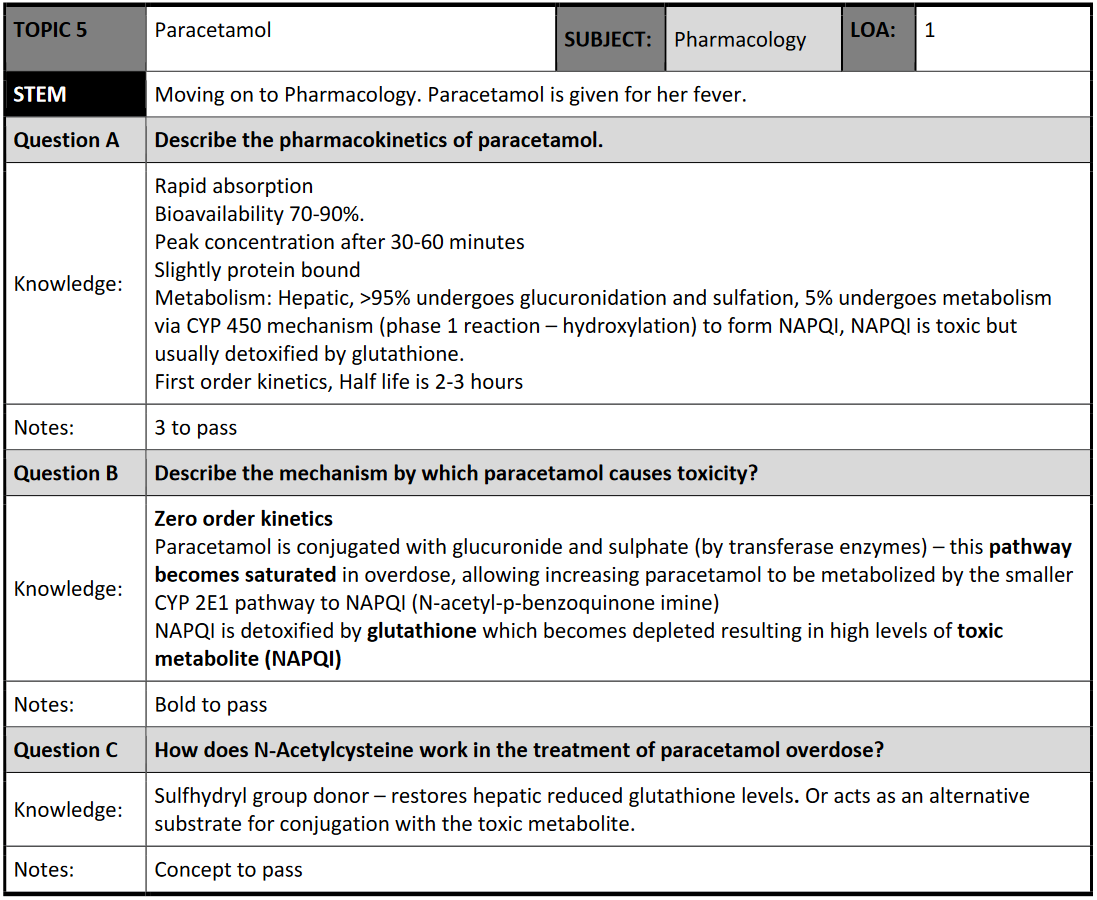 TOPIC 5 Paracetamol SUBJECT: Pharmacology LOA: 1
STEM Moving on to Pharmacology. Paracetamol is given for her fever.
Question A Describe the pharmacokinetics of paracetamol.
Knowledge:
Rapid absorption
Bioavailability 70-90%.
Peak concentration after 30-60 minutes
Slightly protein bound
Metabolism: Hepatic, >95% undergoes glucuronidation and sulfation, 5% undergoes metabolism
via CYP 450 mechanism (phase 1 reaction – hydroxylation) to form NAPQI, NAPQI is toxic but
usually detoxified by glutathione.
First order kinetics, Half life is 2-3 hours
Notes: 3 to pass
Question B Describe the mechanism by which paracetamol causes toxicity?
Knowledge:
Zero order kinetics
Paracetamol is conjugated with glucuronide and sulphate (by transferase enzymes) – this pathway
becomes saturated in overdose, allowing increasing paracetamol to be metabolized by the smaller
CYP 2E1 pathway to NAPQI (N-acetyl-p-benzoquinone imine)
NAPQI is detoxified by glutathione which becomes depleted resulting in high levels of toxic
metabolite (NAPQI)
Notes: Bold to pass
Question C How does N-Acetylcysteine work in the treatment of paracetamol overdose?
Knowledge:
Sulfhydryl group donor – restores hepatic reduced glutathione levels. Or acts as an alternative
substrate for conjugation with the toxic metabolite.
Notes: Concept to pass